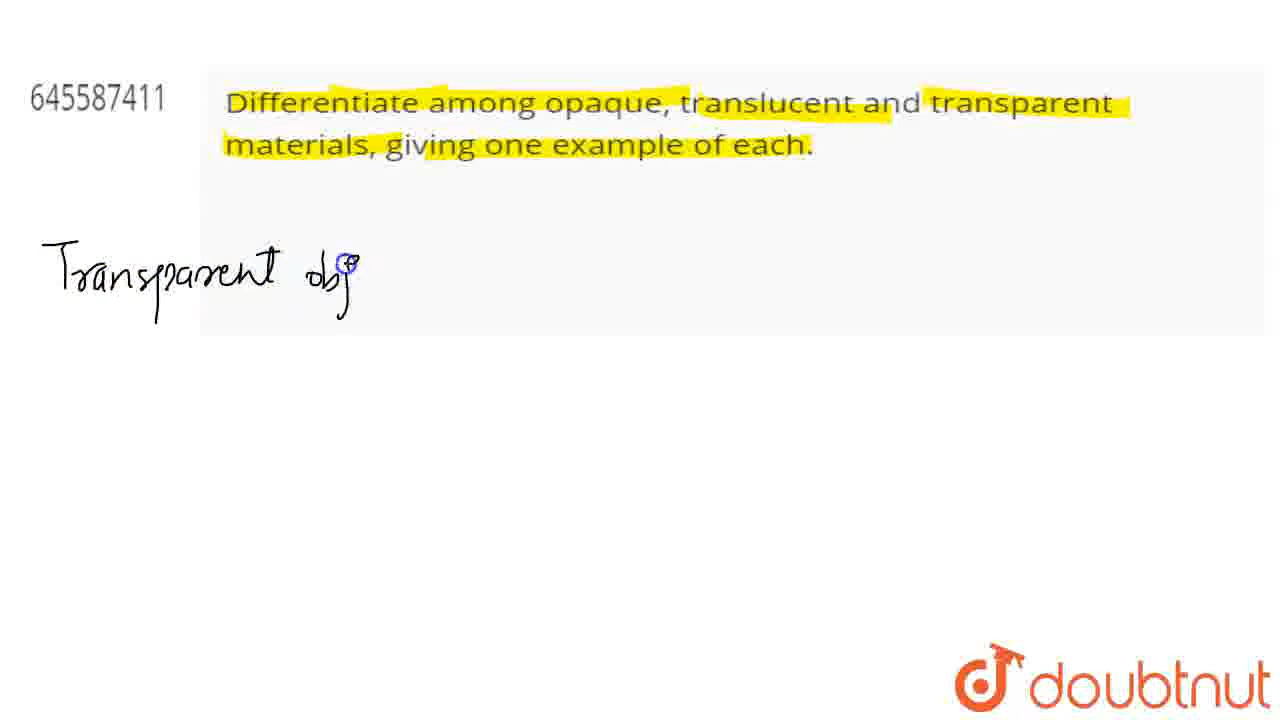 645587411
Differentiate among opaque, translucent and transparent
materials, giving one example of each.
Transparent obj
doubtnut